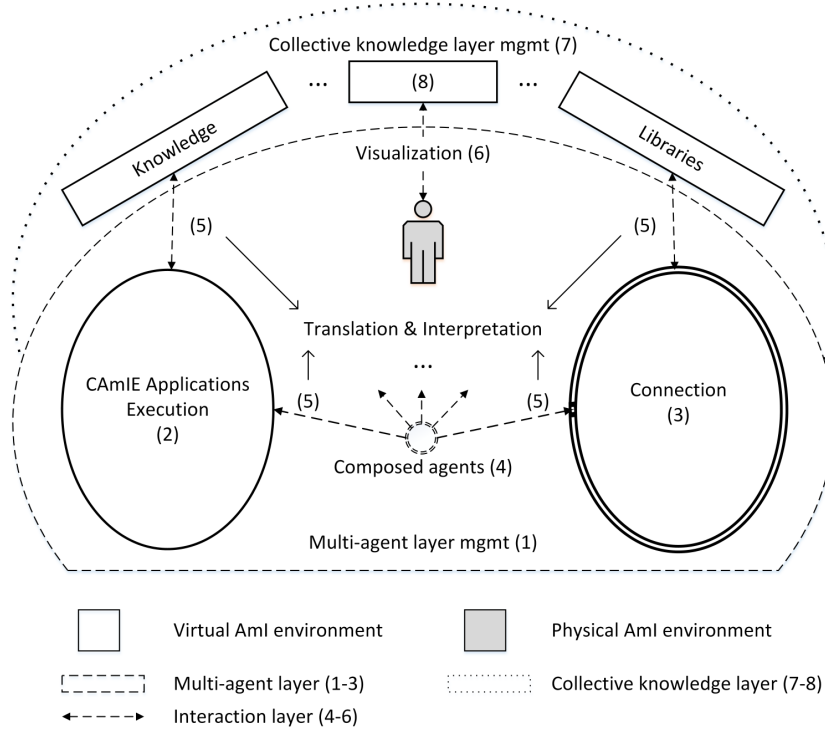 Collective knowledge layer mgmt (7)
... (8) ...
Knowledge
Libraries
Visualization (6)
(5) (5)
Translation & Interpretation
...
CAmIE Applications
Execution
(2)
Connection
(3)
(5) (5)
Composed agents (4)
Multi-agent layer mgmt (1)
Virtual AmI environment
Physical AmI environment
Multi-agent layer (1-3)
Collective knowledge layer (7-8)
Interaction layer (4-6)